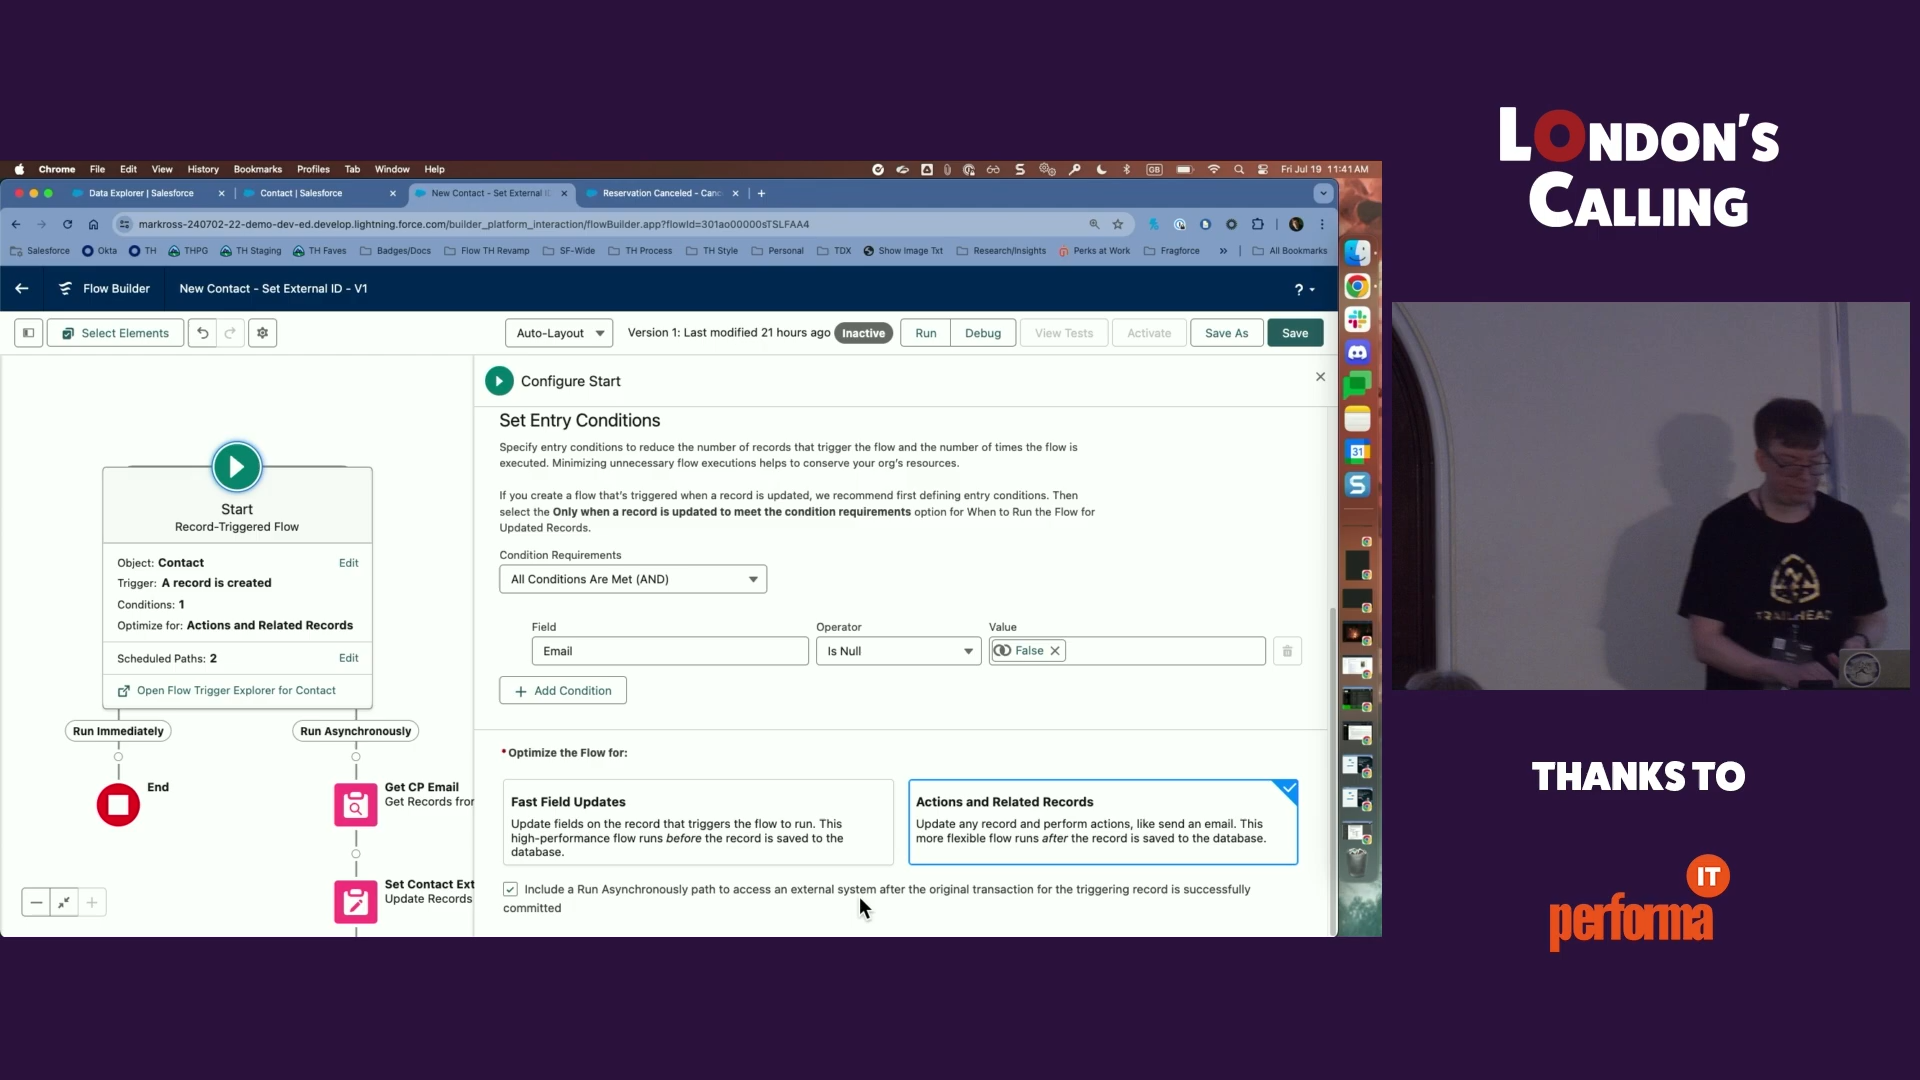 LONDON'S
CALLING
Chrome File Edit View History Bookmarks Profiles Tab Window Help
Fri Jul 19 11:41AM
Data Explorer | Salesforce
Contact | Salesforce
New Contact - Set External I
Reservation Canceled - Canc
markross-240702-22-demo-dev-ed.develop.lightning.force.com/builder_platform_interaction/flowBuilder.app?flowId=301ao00000sTSLFAA4
Salesforce Okta TH THPG TH Staging TH Faves Badges/Docs Flow TH Revamp SF-Wide TH Process TH Style Personal TDX Show Image Txt Research/Insights Perks at Work Fragforce » All Bookmarks
Flow Builder New Contact - Set External ID - V1 ?
Select Elements Auto-Layout Version 1: Last modified 21 hours ago Inactive Run Debug View Tests Activate Save As Save
Start
Record-Triggered Flow
Object: Contact Edit
Trigger: A record is created
Conditions: 1
Optimize for: Actions and Related Records
Scheduled Paths: 2 Edit
Open Flow Trigger Explorer for Contact
Run Immediately
Run Asynchronously
End
Get CP Email
Get Records from
Set Contact Ext
Update Records
Configure Start
Set Entry Conditions
Specify entry conditions to reduce the number of records that trigger the flow and the number of times the flow is
executed. Minimizing unnecessary flow executions helps to conserve your org's resources.
If you create a flow that's triggered when a record is updated, we recommend first defining entry conditions. Then
select the Only when a record is updated to meet the condition requirements option for When to Run the Flow for
Updated Records.
Condition Requirements
All Conditions Are Met (AND)
Field Operator Value
Email Is Null False
Add Condition
*Optimize the Flow for:
Fast Field Updates
Update fields on the record that triggers the flow to run. This
high-performance flow runs before the record is saved to the
database.
Actions and Related Records
Update any record and perform actions, like send an email. This
more flexible flow runs after the record is saved to the database.
Include a Run Asynchronously path to access an external system after the original transaction for the triggering record is successfully
committed
TRAILHEAD
THANKS TO
IT
performa